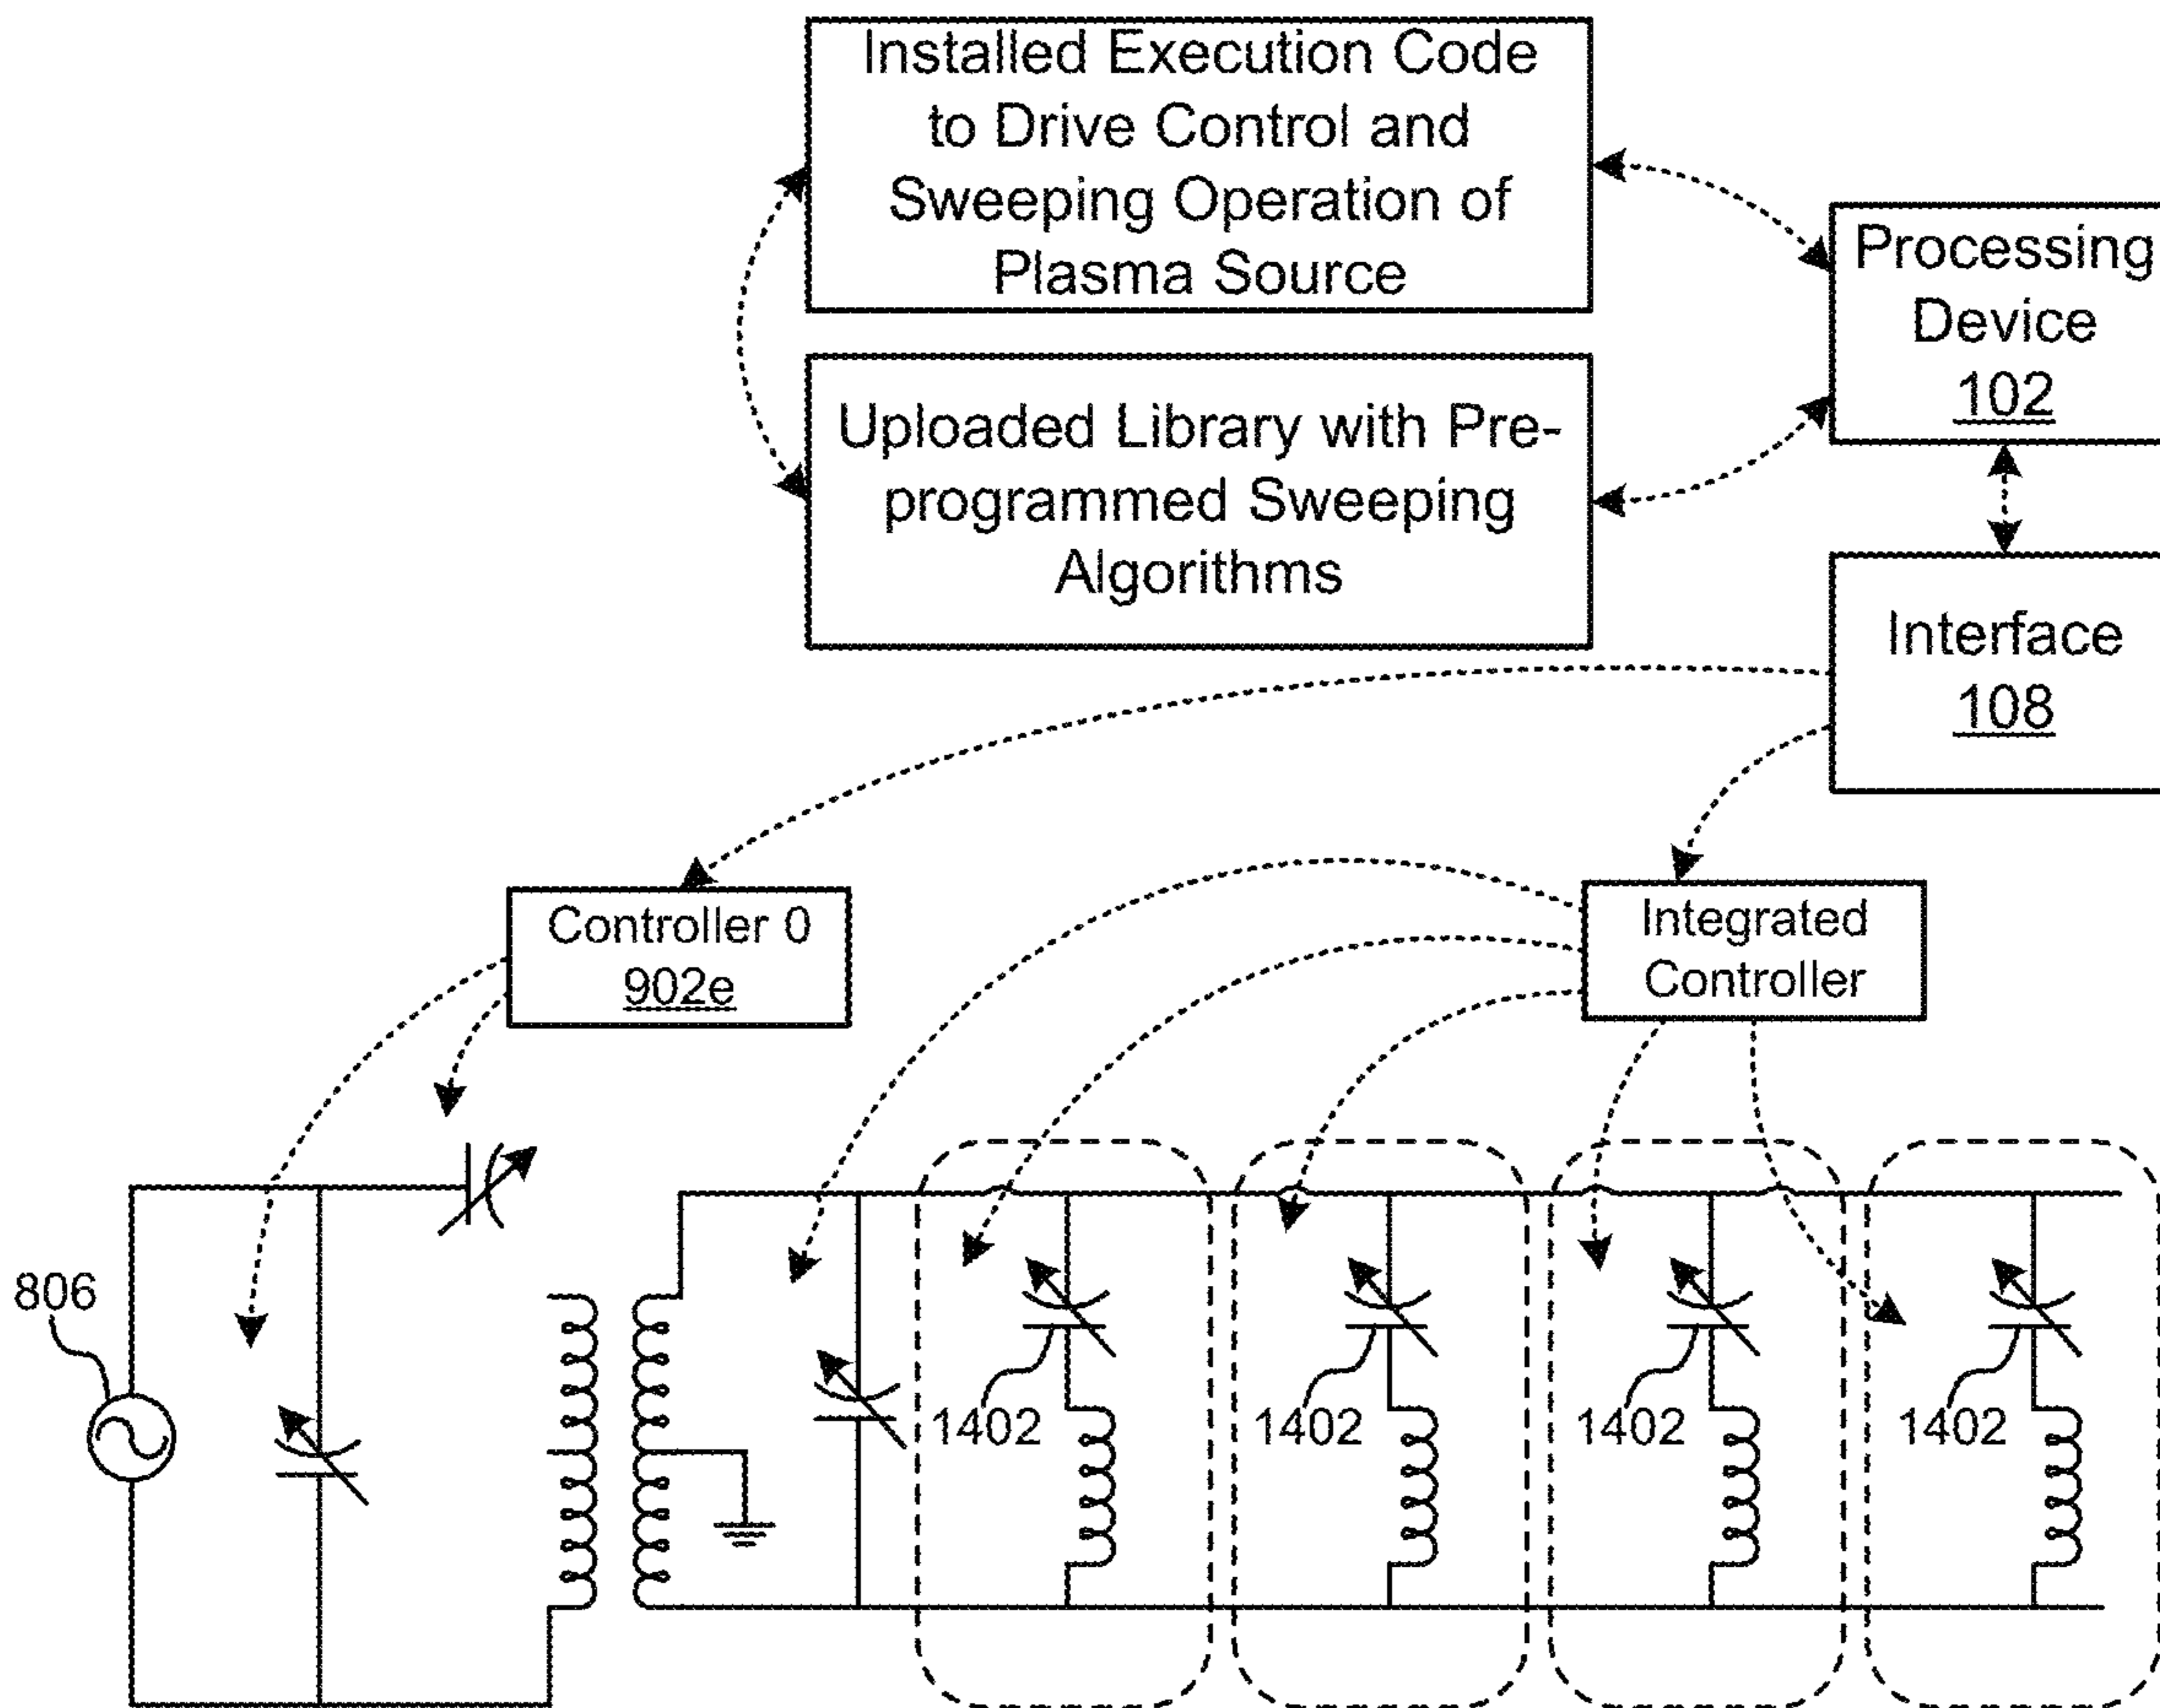 Installed Execution Code
to Drive Control and
Sweeping Operation of
Plasma Source
Processing
Device
102
Uploaded Library with Pre-
programmed Sweeping
Algorithms
Interface
108
Controller 0
902e
Integrated
Controller
806
1402
1402
1402
1402